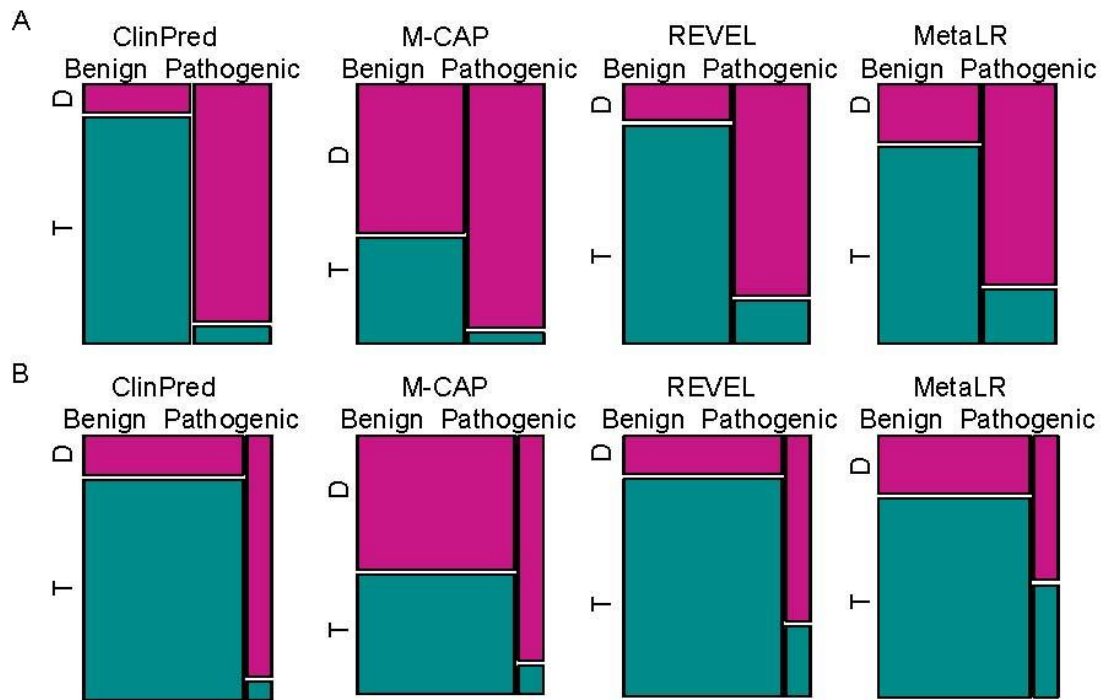 A
ClinPred M-CAP REVEL MetaLR
Benign Pathogenic Benign Pathogenic Benign Pathogenic Benign Pathogenic
D D D D
T T T T
B
ClinPred M-CAP REVEL MetaLR
Benign Pathogenic Benign Pathogenic Benign Pathogenic Benign Pathogenic
D D D D
T T T T